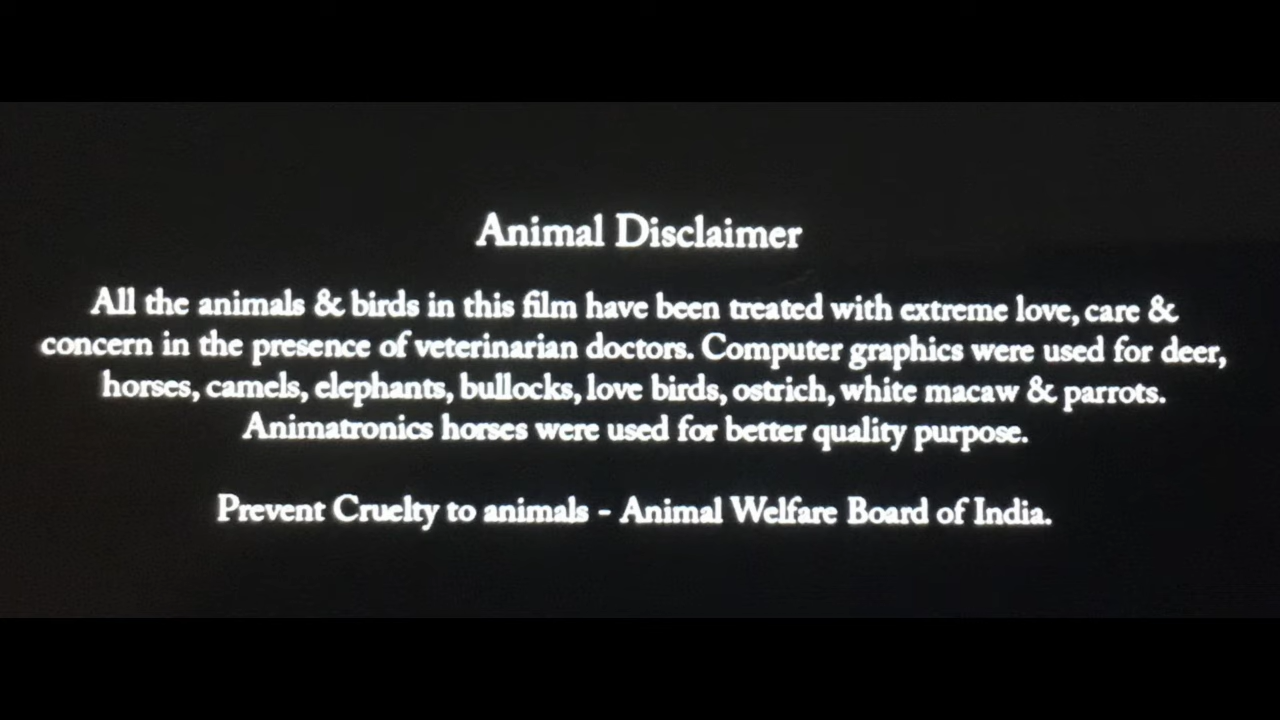 Animal Disclaimer
All the animals & birds in this film have been treated with extreme love, care &
concern in the presence of veterinarian doctors. Computer graphics were used for deer,
horses, camels, elephants, bullocks, love birds, ostrich, white macaw & parrots.
Animatronics horses were used for better quality purpose.
Prevent Cruelty to animals - Animal Welfare Board of India.